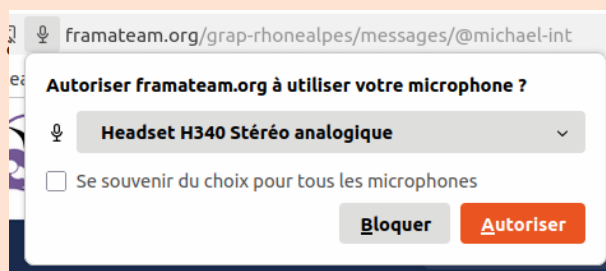 framateam.org/grap-rhonealpes/messages/@michael-int
Autoriser framateam.org à utiliser votre microphone ?
Headset H340 Stéréo analogique
Se souvenir du choix pour tous les microphones
Bloquer Autoriser